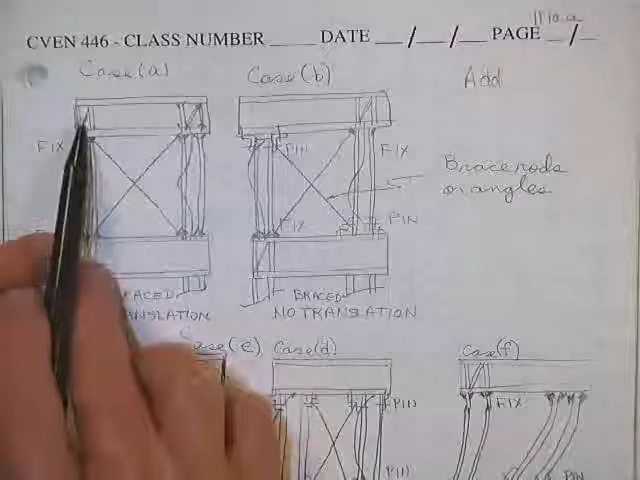 CVEN 446 - CLASS NUMBER ____ DATE __/__/__ PAGE __/__
Case(a) Case(b) Add
FIX PIN FIX
Brace rods
or angles
FIX PIN
BRACED BRACED
TRANSLATION NO TRANSLATION
Case(e) Case(d) Case(f)
PIN FIX
PIN PIN